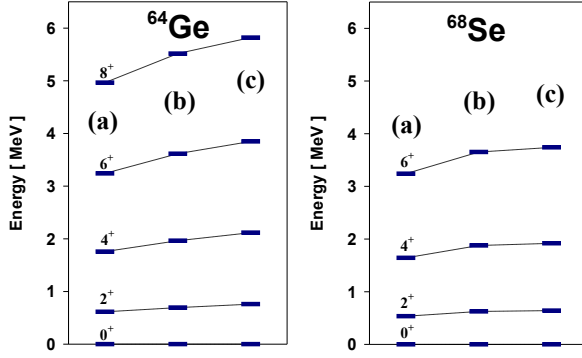 ⁶⁴Ge
Energy [ MeV ]
6
5
4
3
2
1
0
8⁺
6⁺
4⁺
2⁺
0⁺
(a)
(b)
(c)
⁶⁸Se
Energy [ MeV ]
6
5
4
3
2
1
0
6⁺
4⁺
2⁺
0⁺
(a)
(b)
(c)